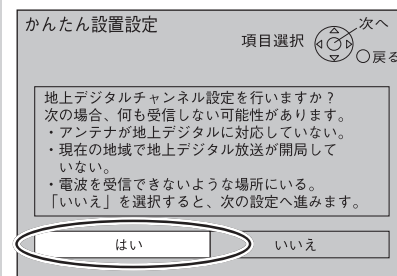 かんたん設置設定
項目選択
次へ
戻る
地上デジタルチャンネル設定を行いますか？
次の場合、何も受信しない可能性があります。
・アンテナが地上デジタルに対応していない。
・現在の地域で地上デジタル放送が開局して
いない。
・電波を受信できないような場所にいる。
「いいえ」を選択すると、次の設定へ進みます。
はい
いいえ